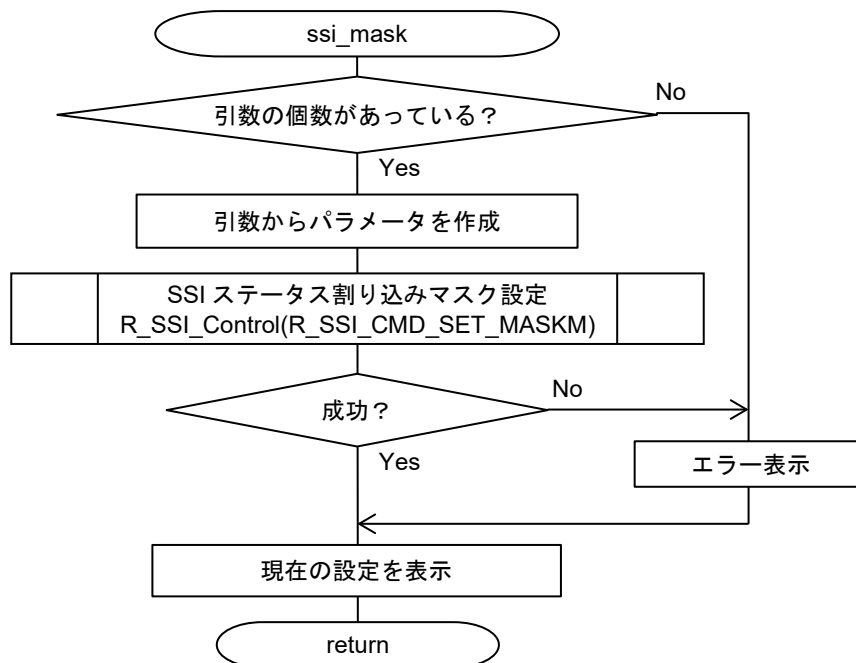 ssi_mask
引数の個数があっている？
No
Yes
引数からパラメータを作成
SSI ステータス割り込みマスク設定
R_SSI_Control(R_SSI_CMD_SET_MASKM)
成功？
No
Yes
エラー表示
現在の設定を表示
return